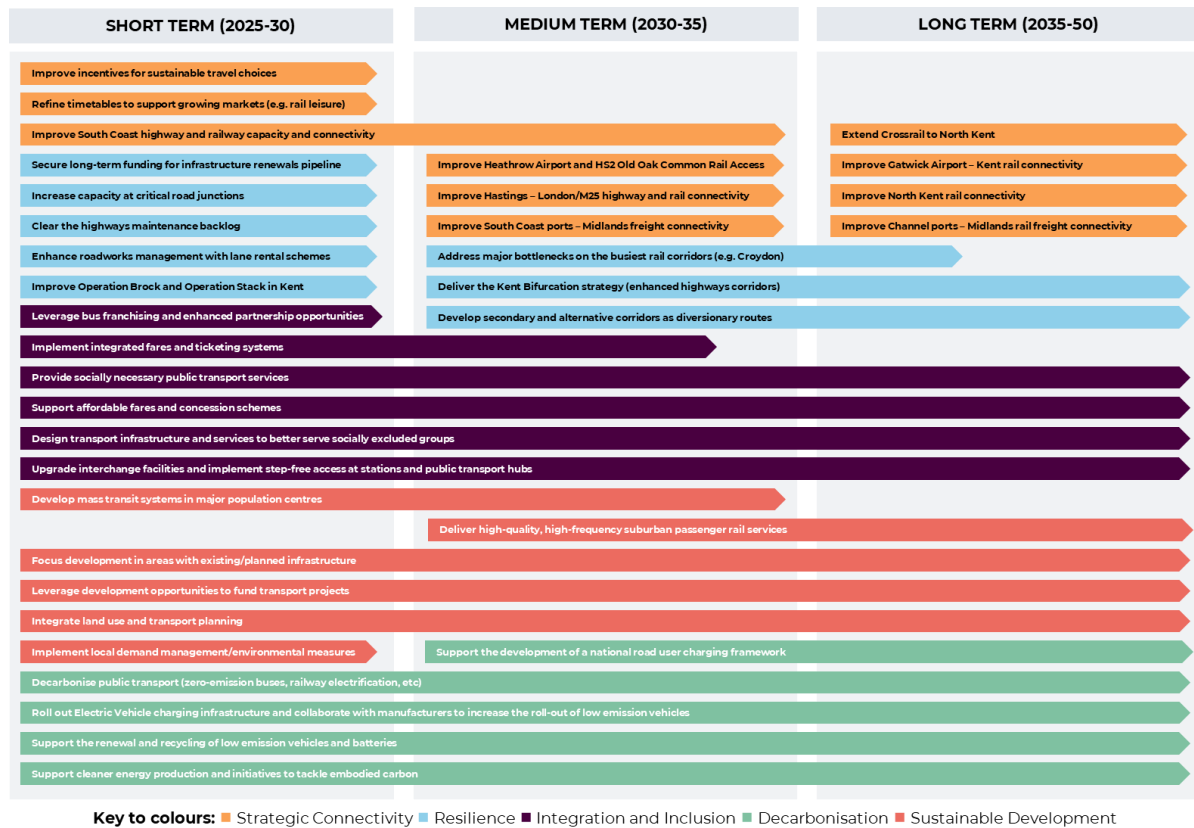 SHORT TERM (2025-30)
MEDIUM TERM (2030-35)
LONG TERM (2035-50)
Improve incentives for sustainable travel choices
Refine timetables to support growing markets (e.g. rail leisure)
Improve South Coast highway and railway capacity and connectivity
Extend Crossrail to North Kent
Secure long-term funding for infrastructure renewals pipeline
Improve Heathrow Airport and HS2 Old Oak Common Rail Access
Improve Gatwick Airport – Kent rail connectivity
Increase capacity at critical road junctions
Improve Hastings – London/M25 highway and rail connectivity
Improve North Kent rail connectivity
Clear the highways maintenance backlog
Improve South Coast ports – Midlands freight connectivity
Improve Channel ports – Midlands rail freight connectivity
Enhance roadworks management with lane rental schemes
Address major bottlenecks on the busiest rail corridors (e.g. Croydon)
Improve Operation Brock and Operation Stack in Kent
Deliver the Kent Bifurcation strategy (enhanced highways corridors)
Leverage bus franchising and enhanced partnership opportunities
Develop secondary and alternative corridors as diversionary routes
Implement integrated fares and ticketing systems
Provide socially necessary public transport services
Support affordable fares and concession schemes
Design transport infrastructure and services to better serve socially excluded groups
Upgrade interchange facilities and implement step-free access at stations and public transport hubs
Develop mass transit systems in major population centres
Deliver high-quality, high-frequency suburban passenger rail services
Focus development in areas with existing/planned infrastructure
Leverage development opportunities to fund transport projects
Integrate land use and transport planning
Implement local demand management/environmental measures
Support the development of a national road user charging framework
Decarbonise public transport (zero-emission buses, railway electrification, etc)
Roll out Electric Vehicle charging infrastructure and collaborate with manufacturers to increase the roll-out of low emission vehicles
Support the renewal and recycling of low emission vehicles and batteries
Support cleaner energy production and initiatives to tackle embodied carbon
Key to colours: Strategic Connectivity Resilience Integration and Inclusion Decarbonisation Sustainable Development